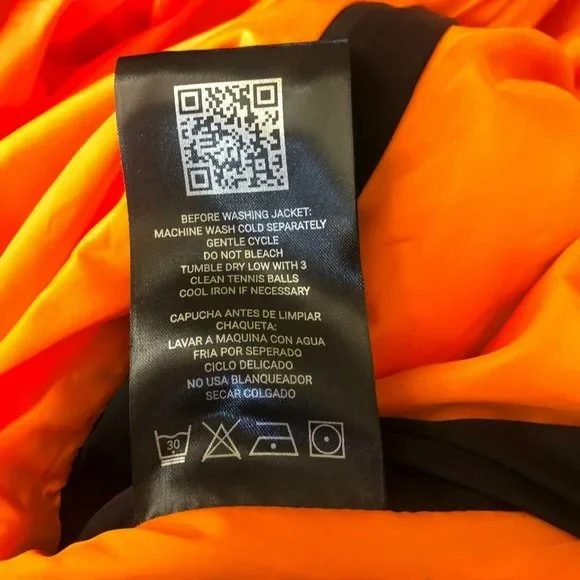 BEFORE WASHING JACKET:
MACHINE WASH COLD SEPARATELY
GENTLE CYCLE
DO NOT BLEACH
TUMBLE DRY LOW WITH 3
CLEAN TENNIS BALLS
COOL IRON IF NECESSARY
CAPUCHA ANTES DE LIMPIAR
CHAQUETA:
LAVAR A MAQUINA CON AGUA
FRIA POR SEPERADO
CICLO DELICADO
NO USA BLANQUEADOR
SECAR COLGADO
30